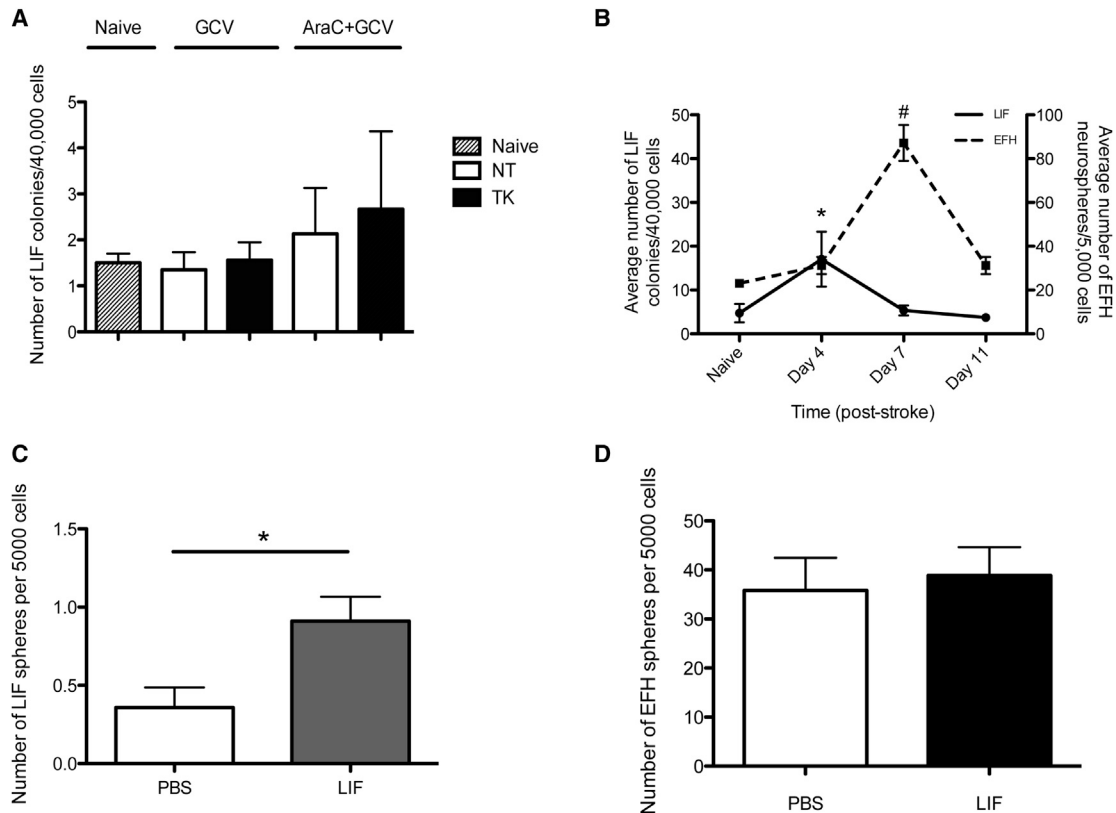 A
Naive GCV AraC+GCV
Number of LIF colonies/40,000 cells
5
4
3
2
1
0
Naive
NT
TK
B
Average number of LIF
colonies/40,000 cells
50
40
30
20
10
0
*
#
LIF
EFH
100
80
60
40
20
0
Average number of EFH
neurospheres/5,000 cells
Naive
Day 4
Day 7
Day 11
Time (post-stroke)
C
Number of LIF spheres per 5000 cells
1.5
1.0
0.5
0.0
*
PBS LIF
D
Number of EFH spheres per 5000 cells
50
40
30
20
10
0
PBS LIF